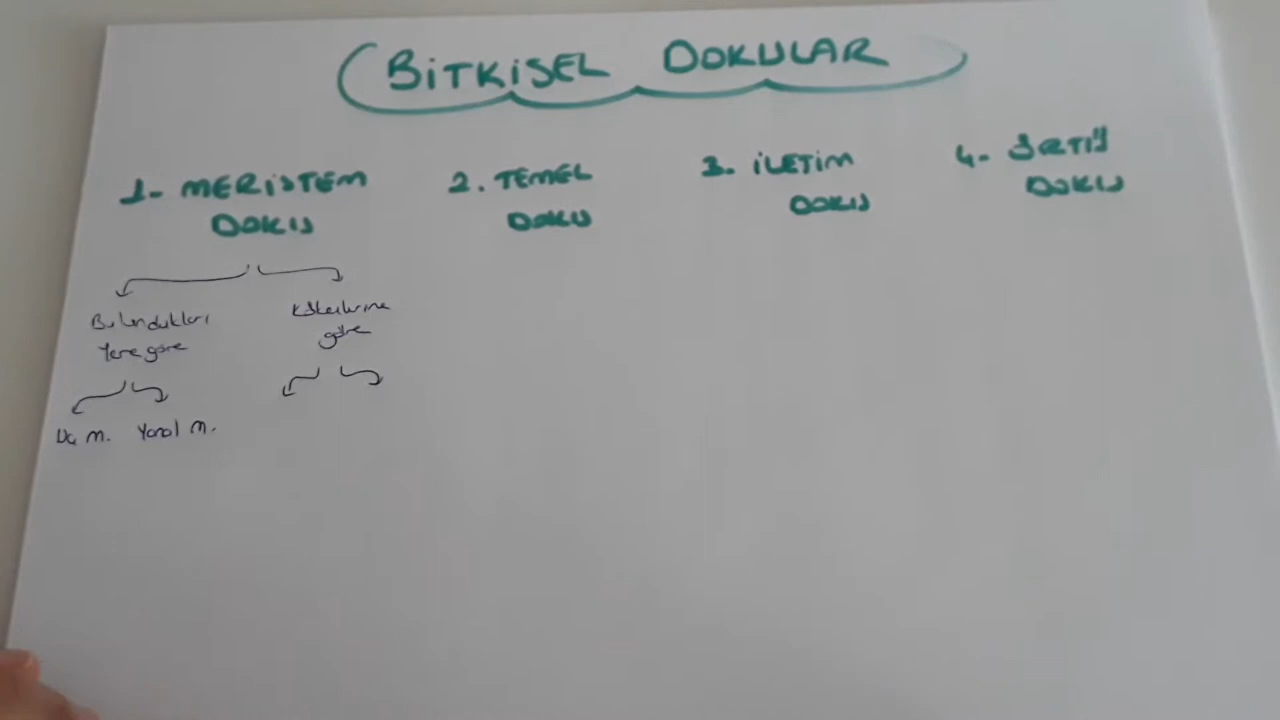 BİTKİSEL DOKULAR
1- MERİSTEM DOKU
2. TEMEL DOKU
3. İLETİM DOKU
4- ÖRTÜ DOKU
Bulundukları
Yere göre
Kökenlerine
göre
Uç m. Yanal m.